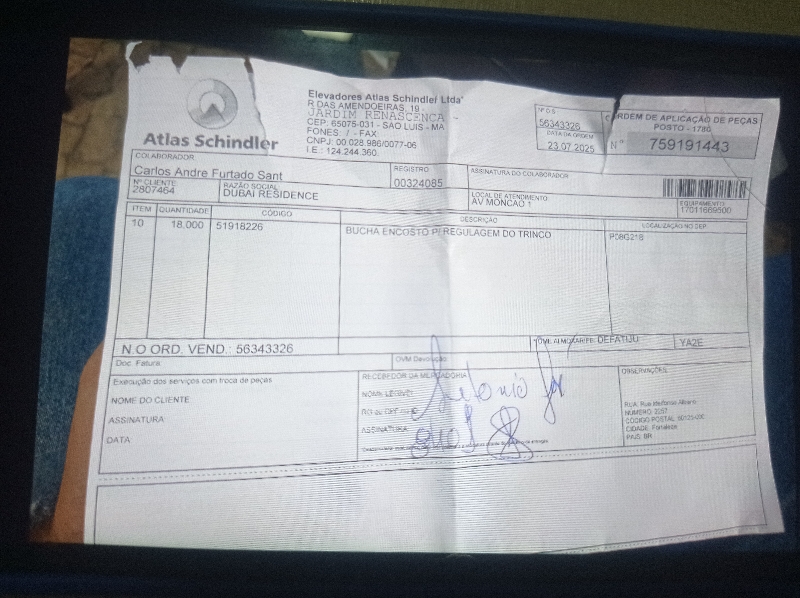 Elevadores Atlas Schindler Ltda
R DAS AMENDOEIRAS, 19 -
JARDIM RENASCENCA -
CEP: 65075-031 - SAO LUIS - MA
FONES: / - FAX:
CNPJ: 00.028.986/0077-06
I.E.: 124.244.360.
Atlas Schindler
Nº O.S.
56343326
DATA DA ORDEM
23.07.2025
ORDEM DE APLICAÇÃO DE PEÇAS
POSTO - 1780
Nº 759191443
COLABORADOR
Carlos Andre Furtado Sant
REGISTRO
00324085
ASSINATURA DO COLABORADOR
Nº CLIENTE
2807464
RAZÃO SOCIAL
DUBAI RESIDENCE
LOCAL DE ATENDIMENTO
AV MONCAO 1
EQUIPAMENTO
17011669500
ITEM QUANTIDADE CÓDIGO DESCRIÇÃO LOCALIZAÇÃO NO DEP.
10 18,000 51918226 BUCHA ENCOSTO P/ REGULAGEM DO TRINCO P08G21B
N.O ORD. VEND.: 56343326
DEFATIJU YA2E
Doc. Fatura: OVM Devolução:
Execução dos serviços com troca de peças
NOME DO CLIENTE
ASSINATURA
DATA
RECEBEDOR DA MERCADORIA
NOME LEGÍVEL
ASSINATURA
OBSERVAÇÕES
NÚMERO: 2257
CIDADE: Fortaleza
PAÍS: BR